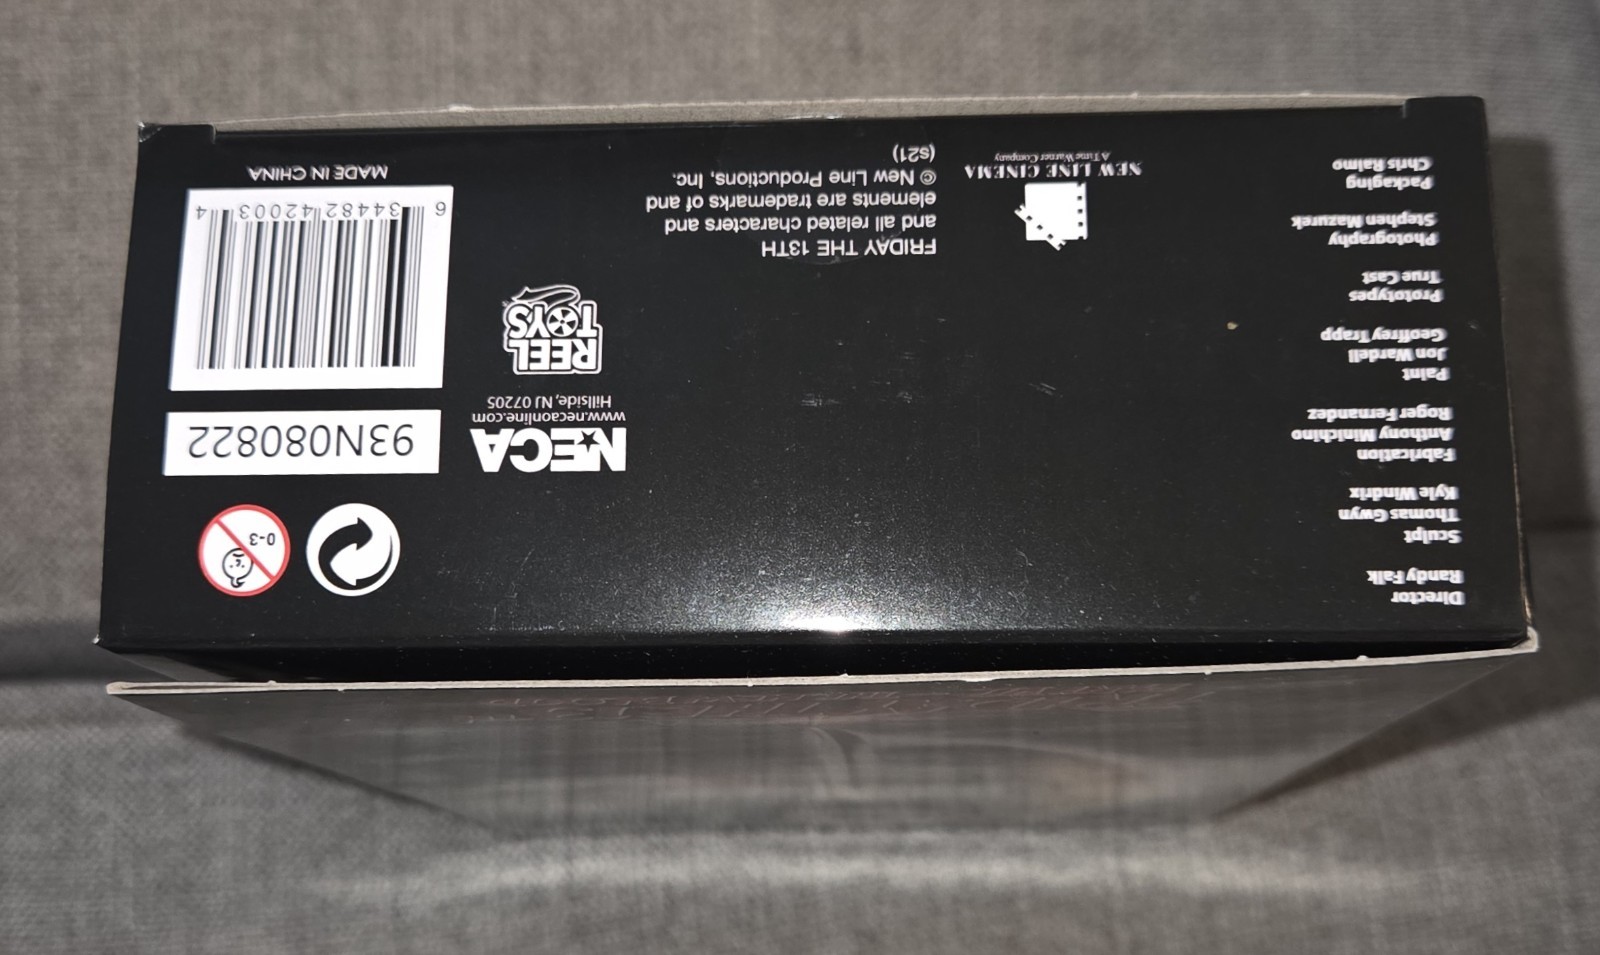 Director
Randy Falk
Sculpt
Thomas Gwyn
Kyle Windrix
Fabrication
Anthony Minichino
Roger Fernandez
Paint
Jon Wardell
Geoffrey Trapp
Prototypes
True Cast
Photography
Stephen Mazurek
Packaging
Chris Raimo
NEW LINE CINEMA
A Time Warner Company
FRIDAY THE 13TH
and all related characters and
elements are trademarks of and
© New Line Productions, Inc.
(s21)
NECA
www.necaonline.com
Hillside, NJ 07205
REEL
TOYS
0-3
93N080822
6 34482 42003 4
MADE IN CHINA